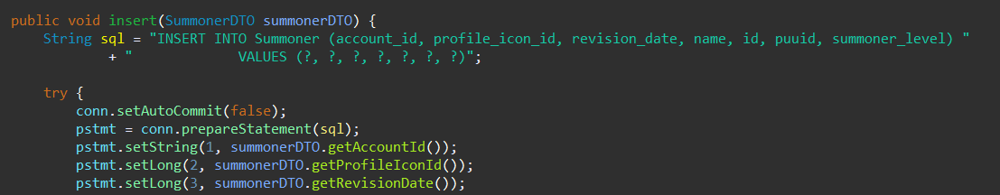 public void insert(SummonerDTO summonerDTO) {
    String sql = "INSERT INTO Summoner (account_id, profile_icon_id, revision_date, name, id, puuid, summoner_level) "
            + "             VALUES (?, ?, ?, ?, ?, ?, ?)";

    try {
        conn.setAutoCommit(false);
        pstmt = conn.prepareStatement(sql);
        pstmt.setString(1, summonerDTO.getAccountId());
        pstmt.setLong(2, summonerDTO.getProfileIconId());
        pstmt.setLong(3, summonerDTO.getRevisionDate());